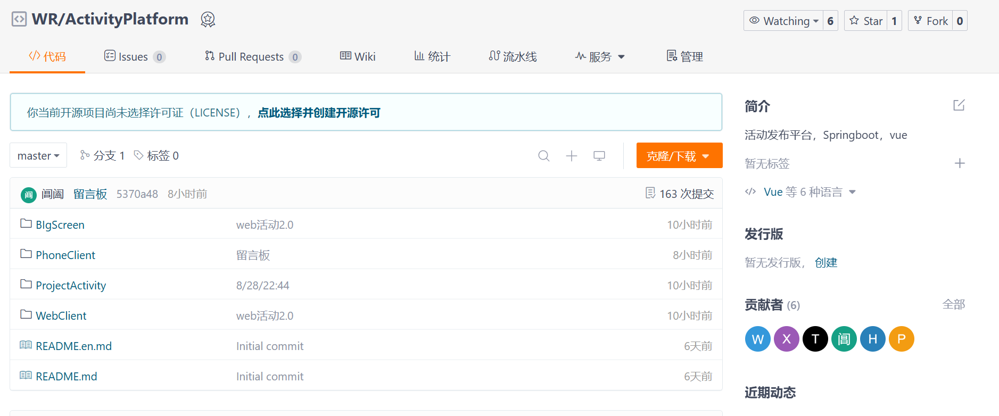 WR/ActivityPlatform
Watching 6 Star 1 Fork 0
代码 Issues 0 Pull Requests 0 Wiki 统计 流水线 服务 管理
你当前开源项目尚未选择许可证（LICENSE），点此选择并创建开源许可
master 分支 1 标签 0 克隆/下载
阊 阊阖 留言板 5370a48 8小时前 163 次提交
BIgScreen web活动2.0 10小时前
PhoneClient 留言板 8小时前
ProjectActivity 8/28/22:44 10小时前
WebClient web活动2.0 10小时前
README.en.md Initial commit 6天前
README.md Initial commit 6天前
简介
活动发布平台，Springboot，vue
暂无标签
Vue 等 6 种语言
发行版
暂无发行版， 创建
贡献者 (6) 全部
W X T 阊 H P
近期动态